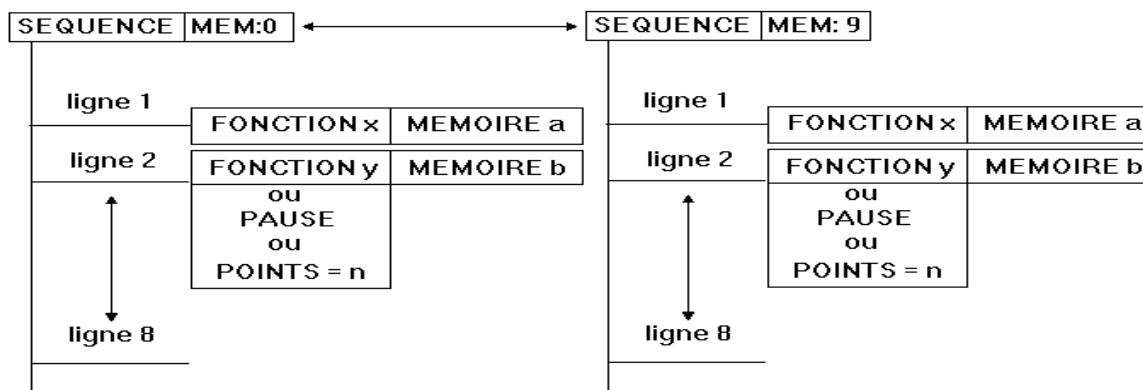 SEQUENCE MEM:0
ligne 1
FONCTION x MEMOIRE a
ligne 2
FONCTION y MEMOIRE b
ou
PAUSE
ou
POINTS = n
ligne 8
SEQUENCE MEM: 9
ligne 1
FONCTION x MEMOIRE a
ligne 2
FONCTION y MEMOIRE b
ou
PAUSE
ou
POINTS = n
ligne 8